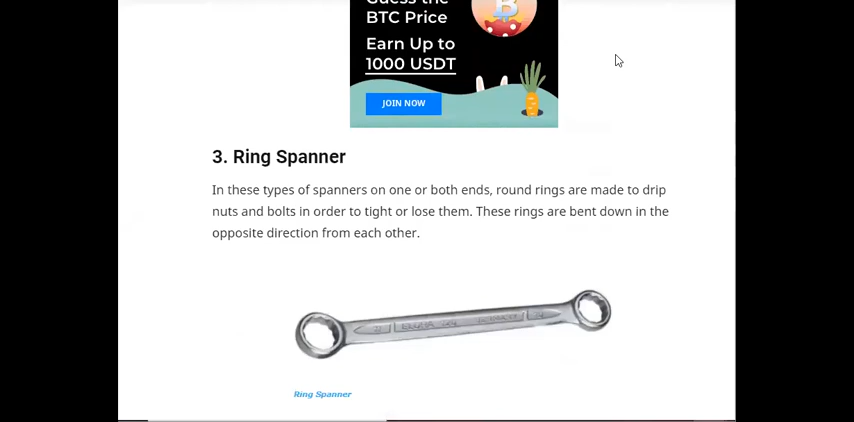 BTC Price
Earn Up to
1000 USDT
JOIN NOW
3. Ring Spanner
In these types of spanners on one or both ends, round rings are made to drip
nuts and bolts in order to tight or lose them. These rings are bent down in the
opposite direction from each other.
Ring Spanner